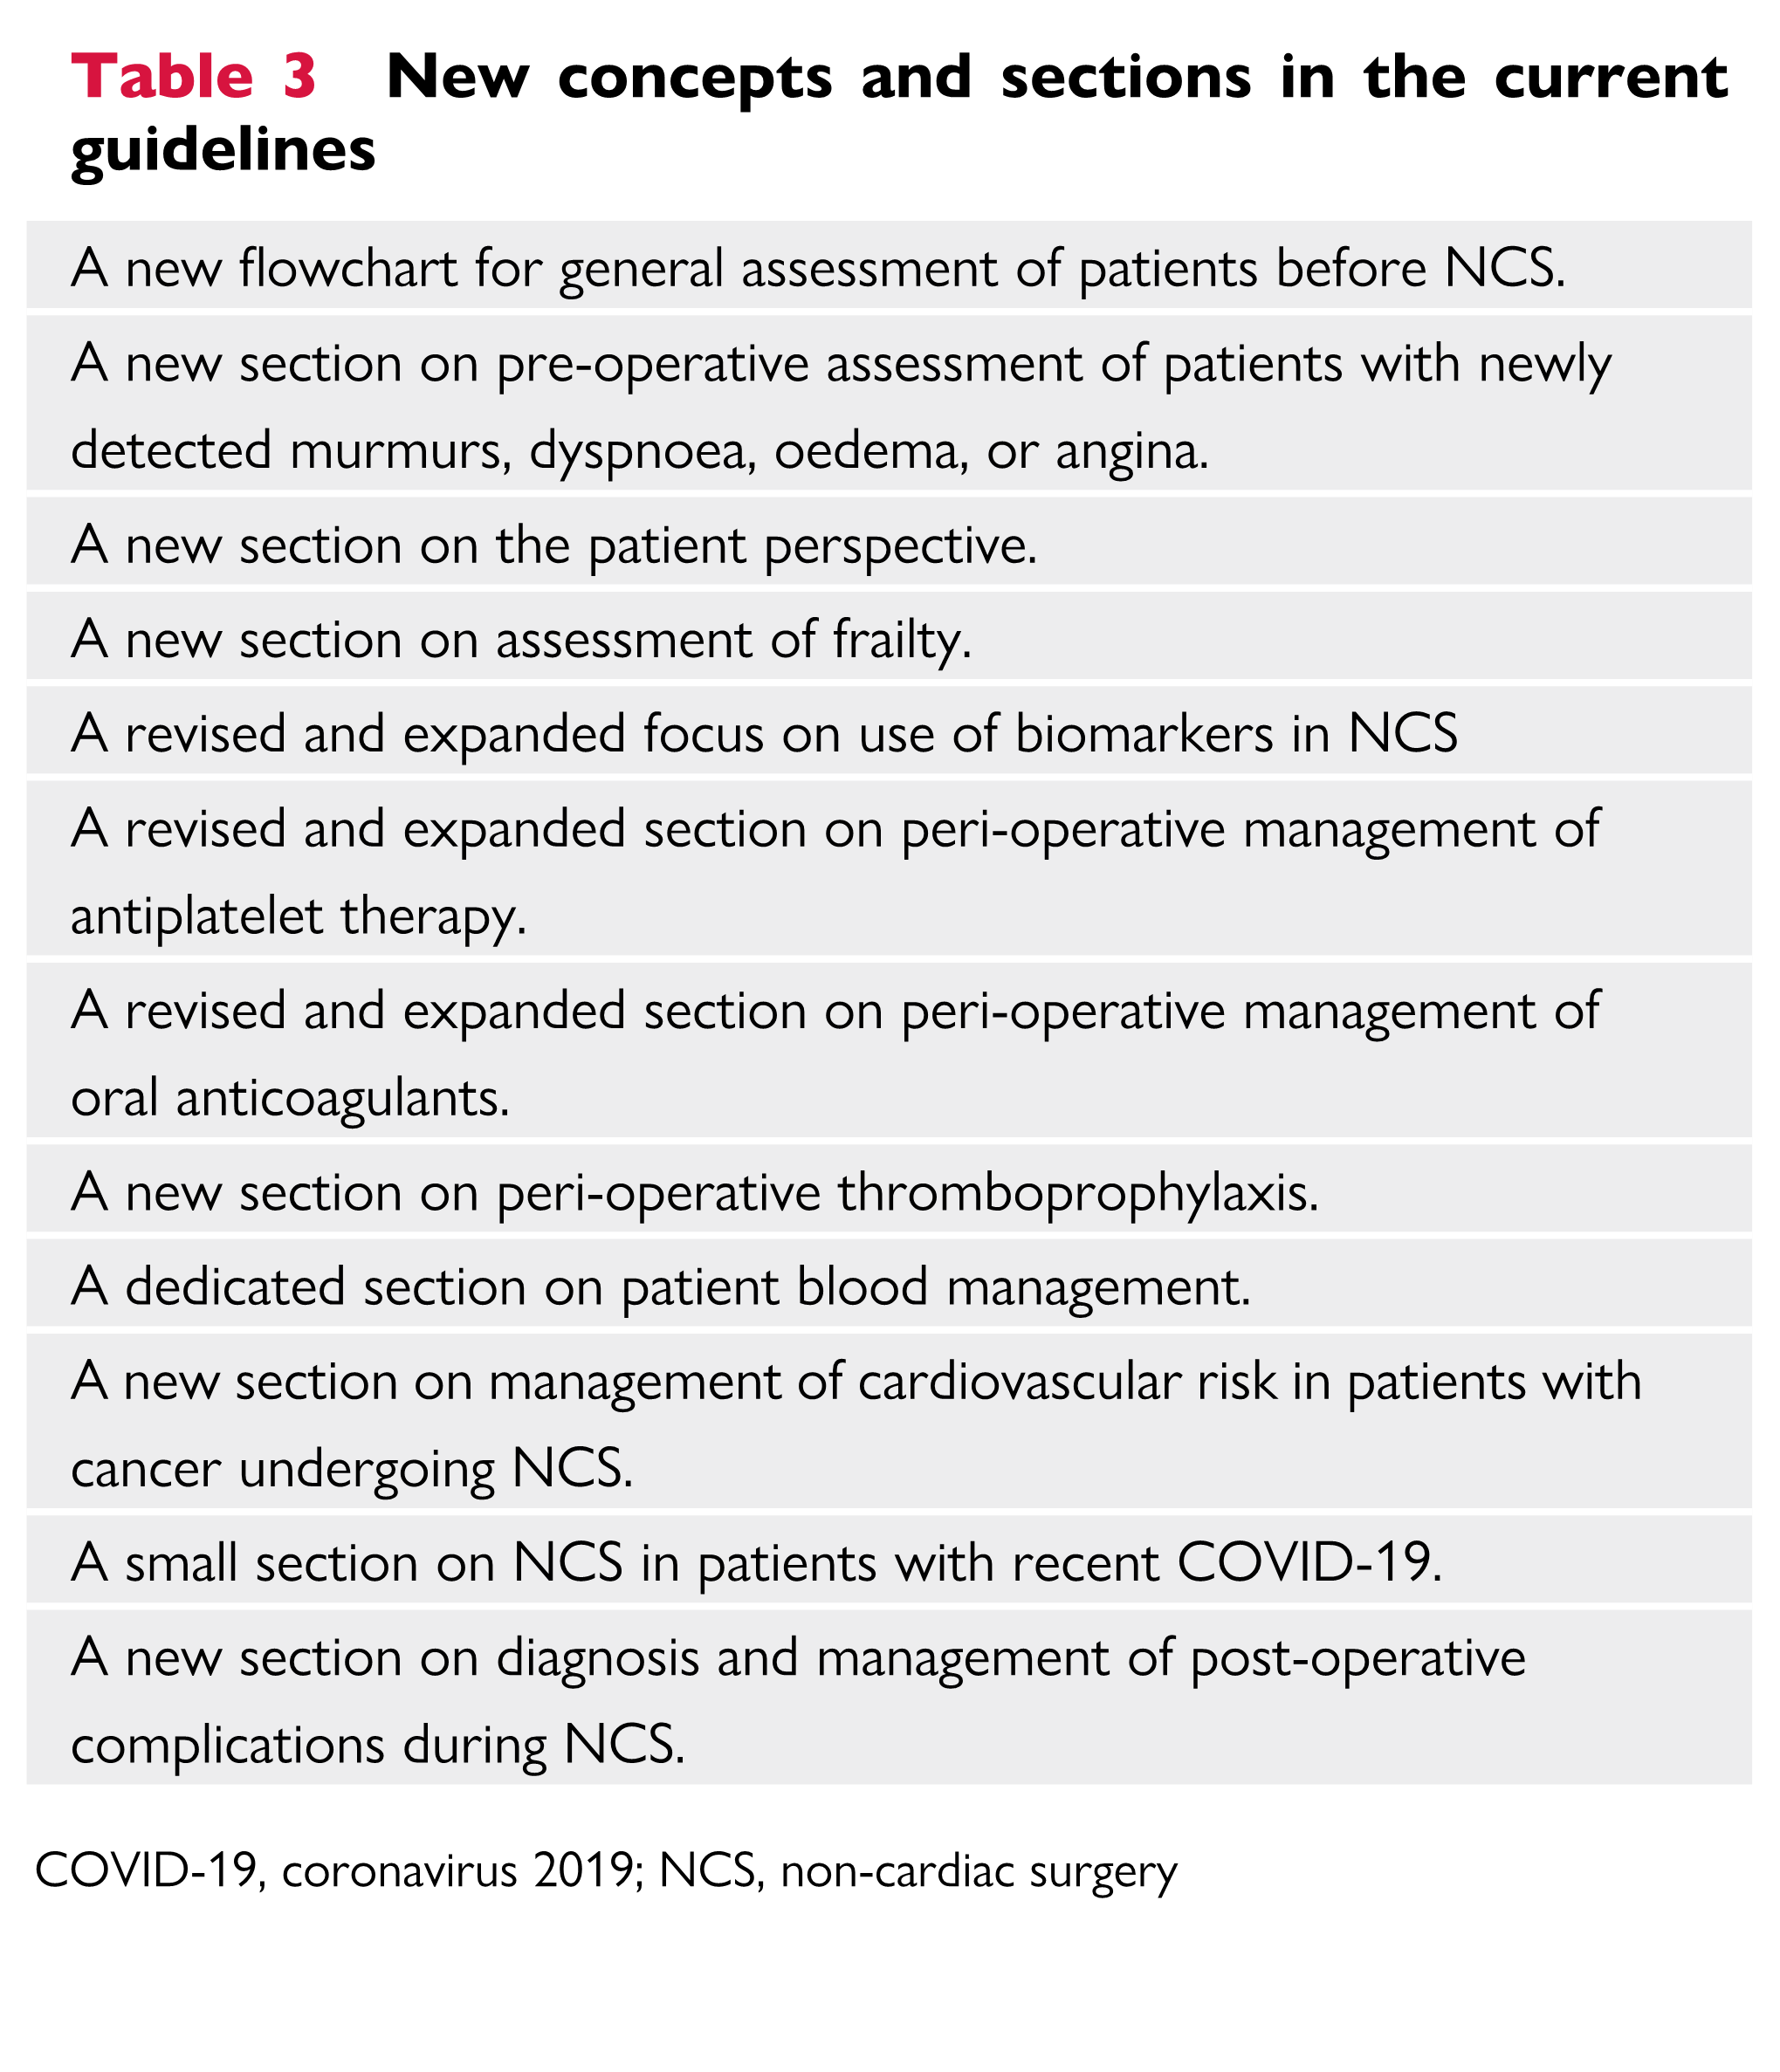 Table 3 New concepts and sections in the current
guidelines
A new flowchart for general assessment of patients before NCS.
A new section on pre-operative assessment of patients with newly
detected murmurs, dyspnoea, oedema, or angina.
A new section on the patient perspective.
A new section on assessment of frailty.
A revised and expanded focus on use of biomarkers in NCS
A revised and expanded section on peri-operative management of
antiplatelet therapy.
A revised and expanded section on peri-operative management of
oral anticoagulants.
A new section on peri-operative thromboprophylaxis.
A dedicated section on patient blood management.
A new section on management of cardiovascular risk in patients with
cancer undergoing NCS.
A small section on NCS in patients with recent COVID-19.
A new section on diagnosis and management of post-operative
complications during NCS.
COVID-19, coronavirus 2019; NCS, non-cardiac surgery